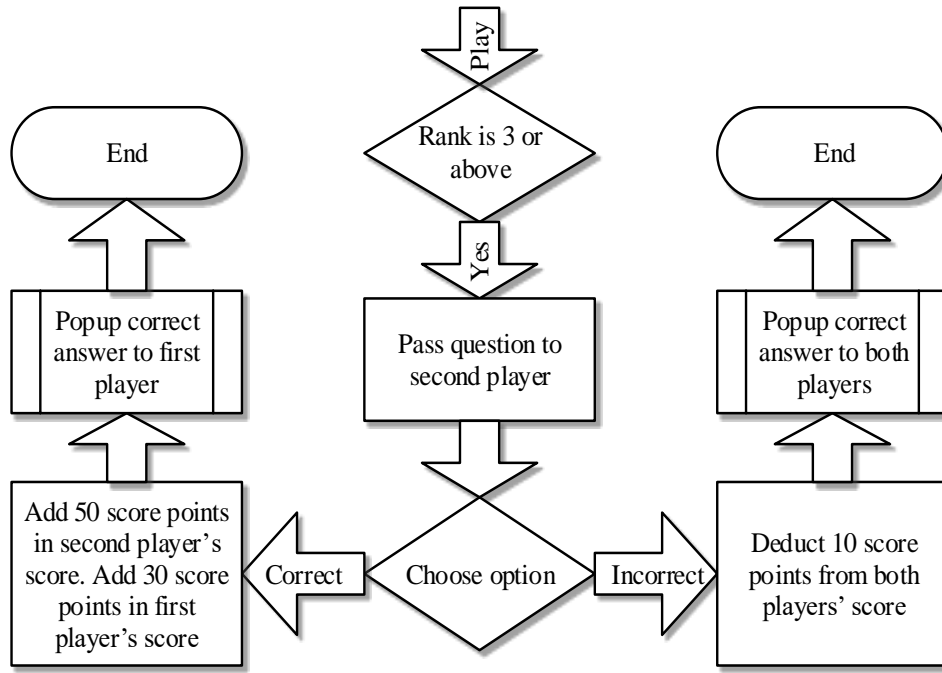 Play
Rank is 3 or
above
Yes
Pass question to
second player
Choose option
Correct
Add 50 score points
in second player’s
score. Add 30 score
points in first
player’s score
Popup correct
answer to first
player
End
Incorrect
Deduct 10 score
points from both
players’ score
Popup correct
answer to both
players
End